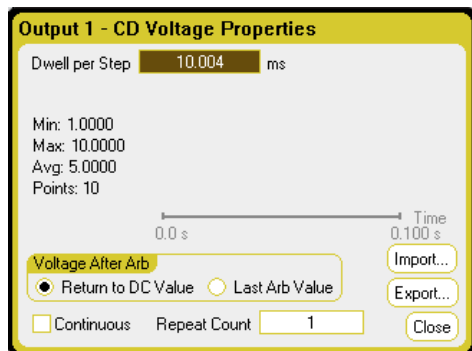 Output 1 - CD Voltage Properties
Dwell per Step 10.004 ms
Min: 1.0000
Max: 10.0000
Avg: 5.0000
Points: 10
Time
0.0 s 0.100 s
Voltage After Arb
Return to DC Value Last Arb Value
Import...
Export...
Continuous Repeat Count 1 Close